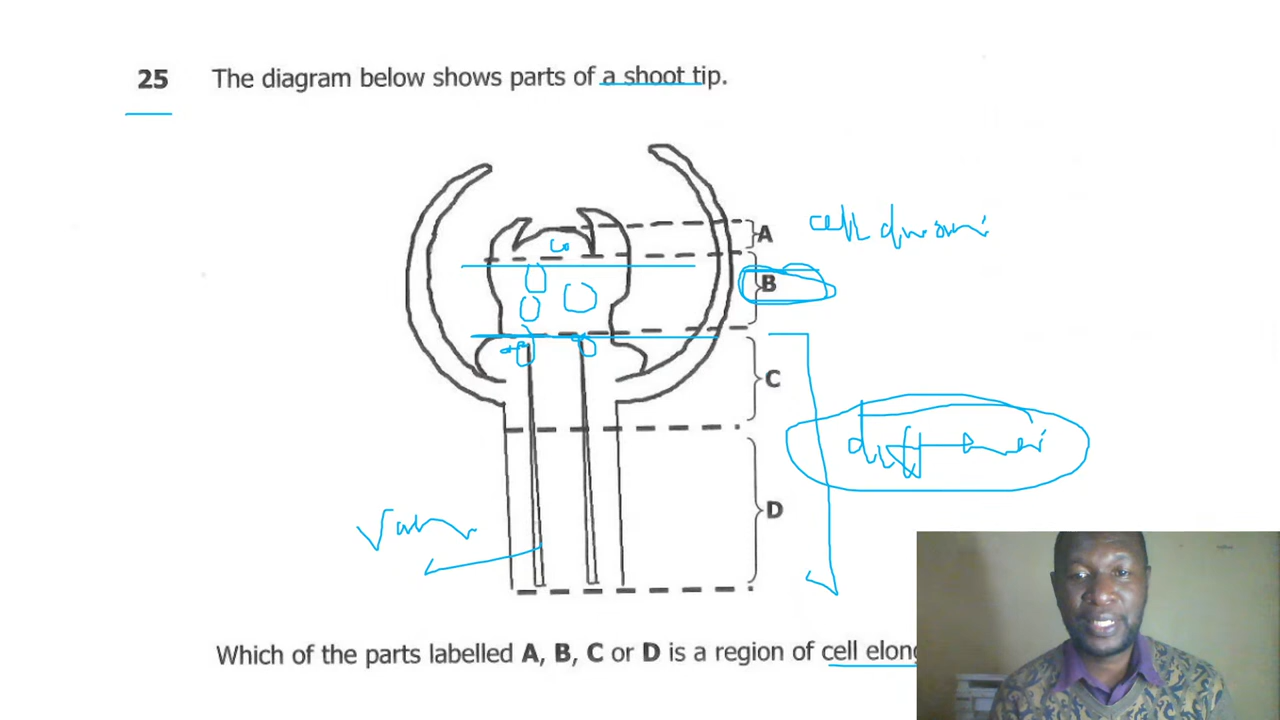 25 The diagram below shows parts of a shoot tip.
A
cell division
B
C
D
Which of the parts labelled A, B, C or D is a region of cell elong